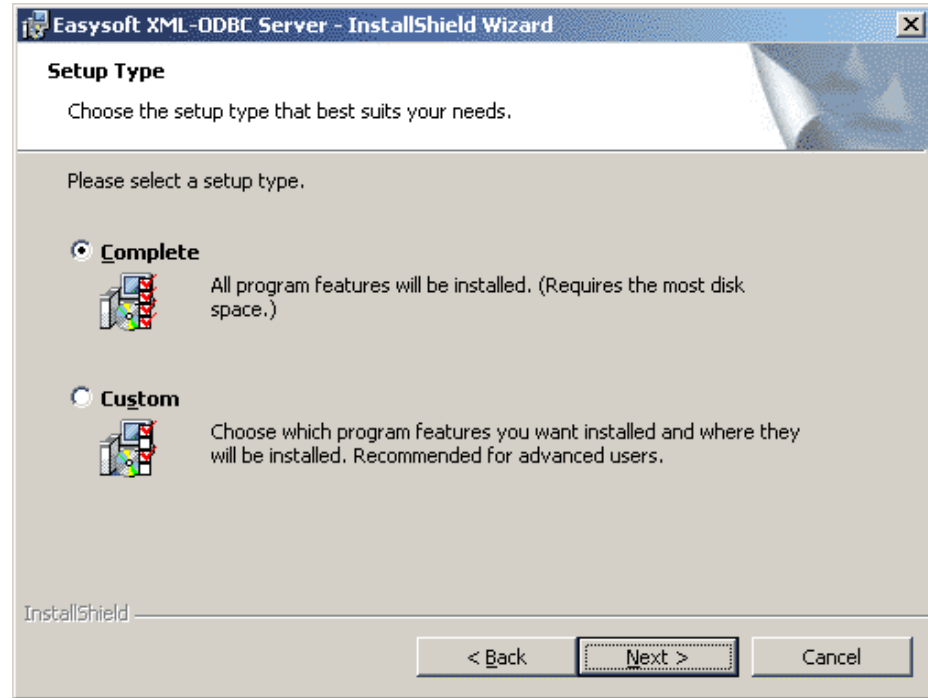 Easysoft XML-ODBC Server - InstallShield Wizard
Setup Type
Choose the setup type that best suits your needs.
Please select a setup type.
Complete
All program features will be installed. (Requires the most disk
space.)
Custom
Choose which program features you want installed and where they
will be installed. Recommended for advanced users.
InstallShield
< Back
Next >
Cancel